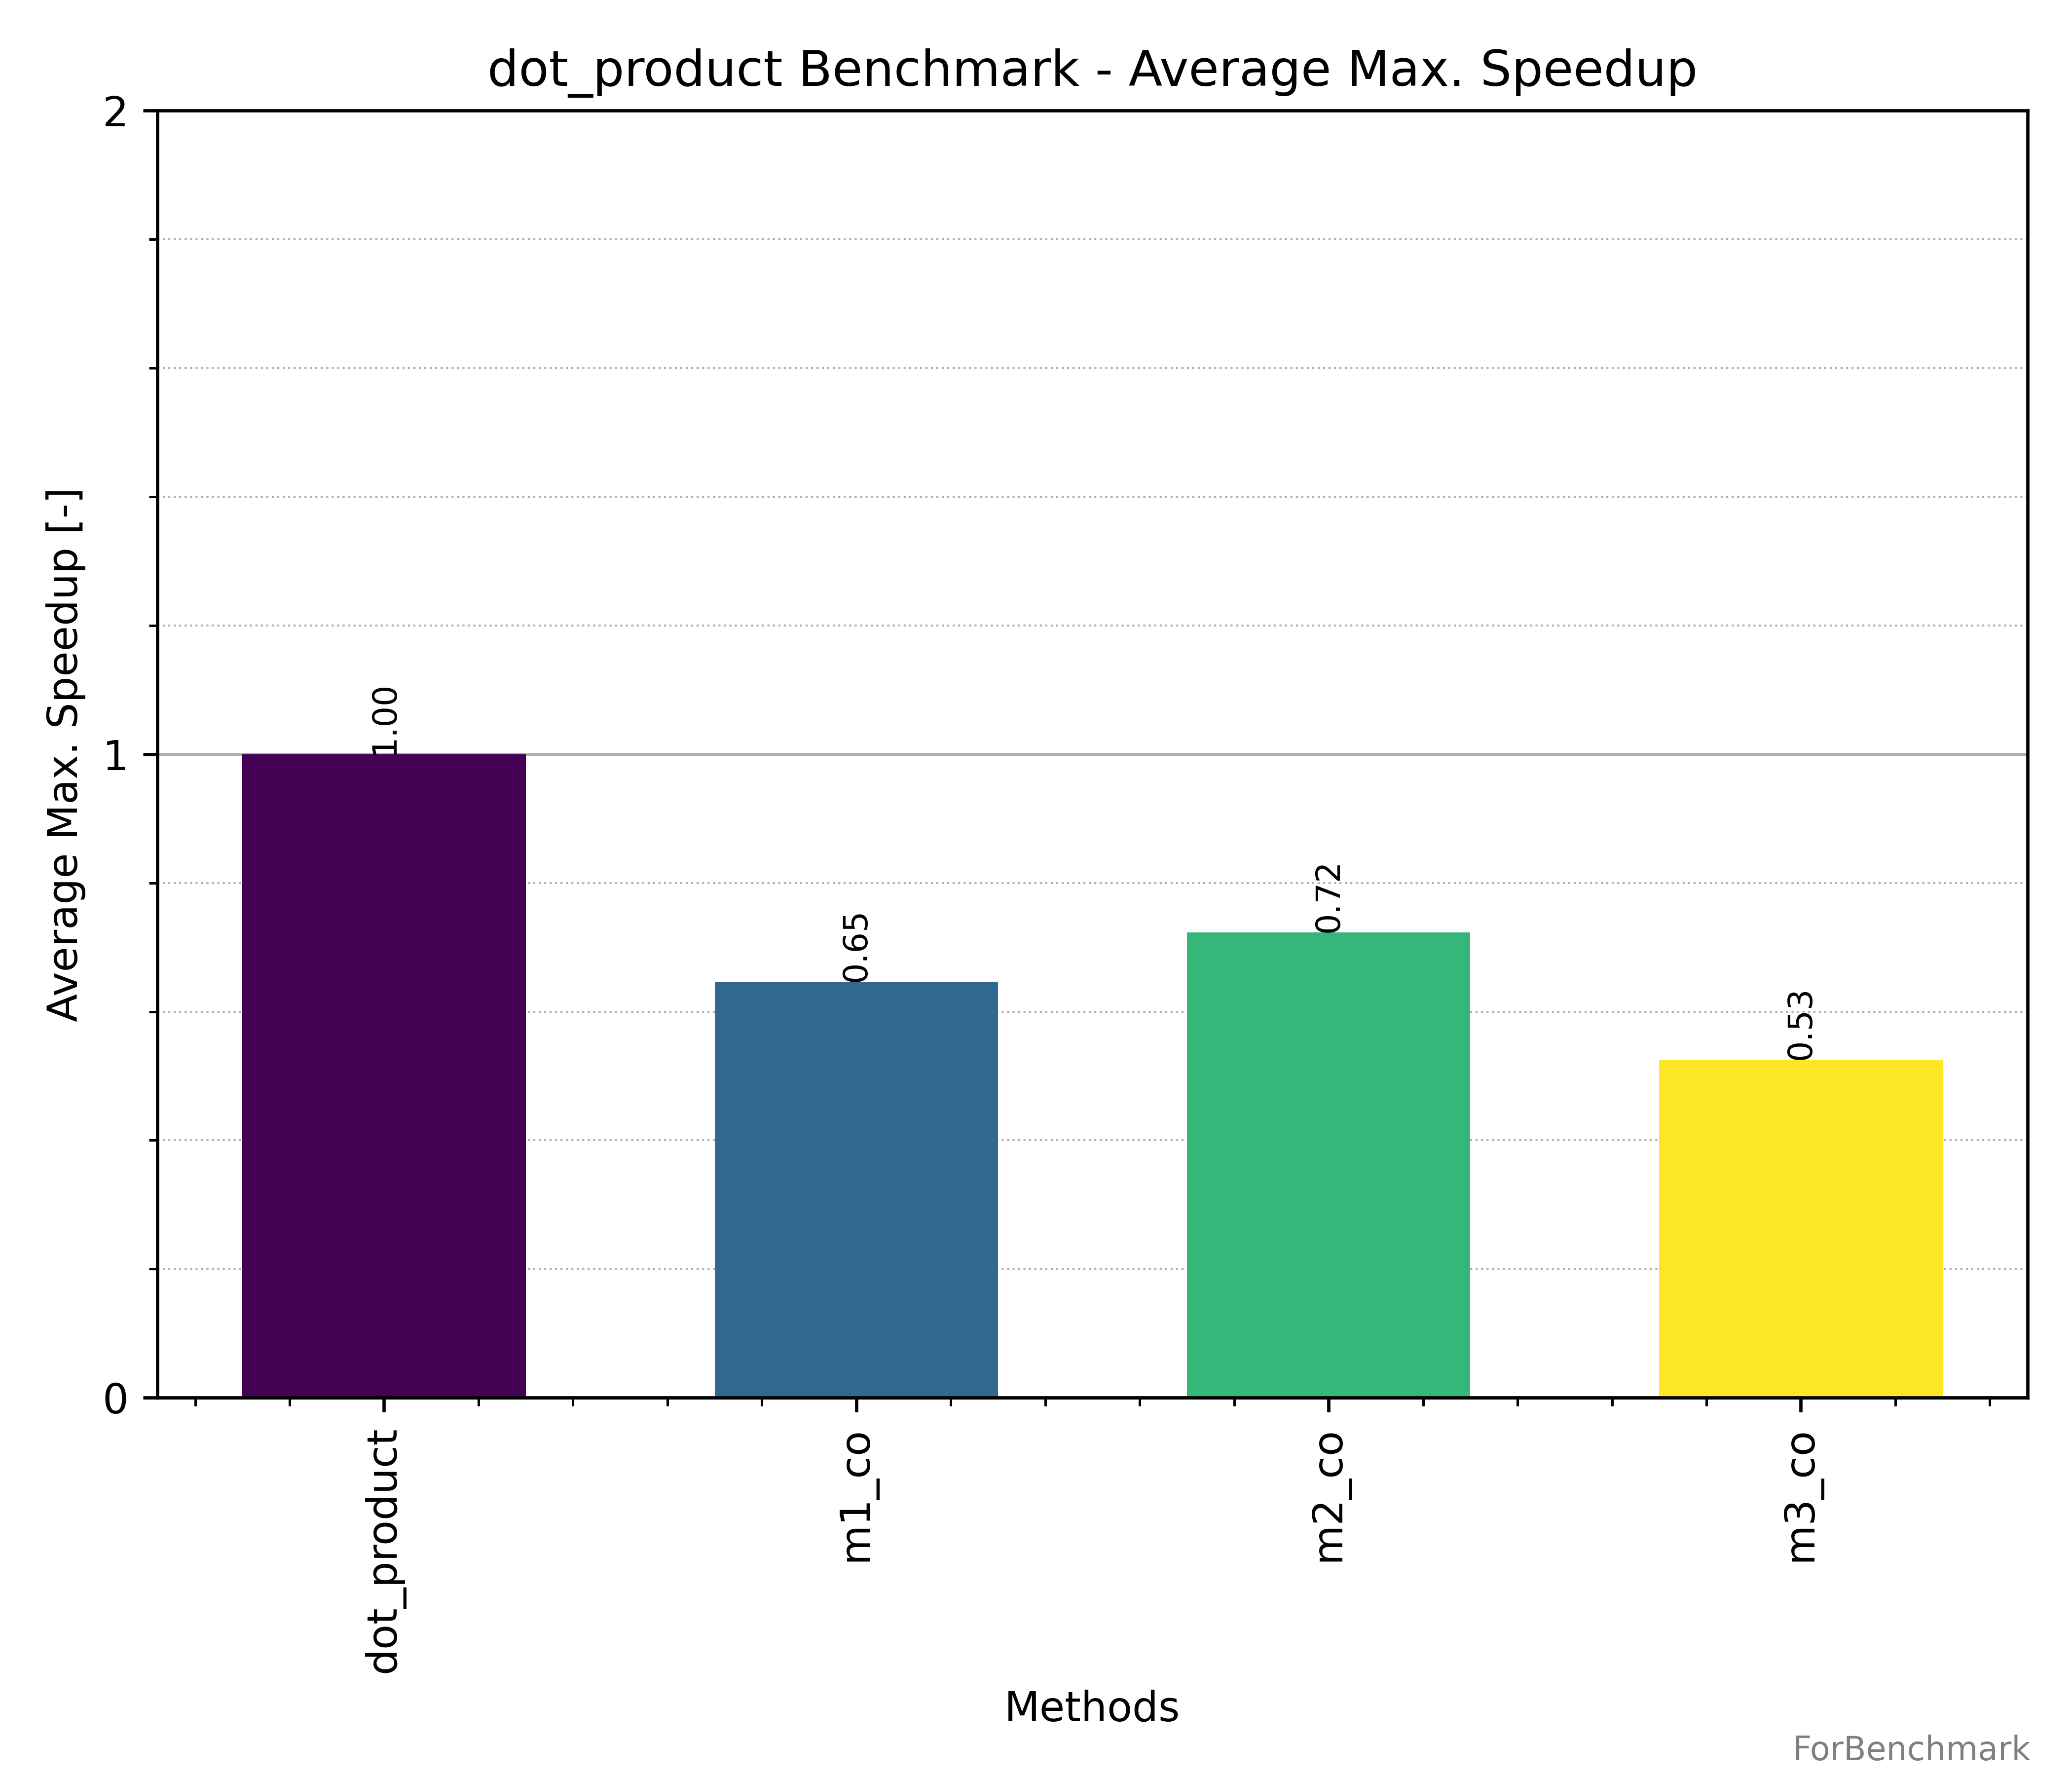 dot_product Benchmark - Average Max. Speedup
Average Max. Speedup [-]
2
1
0
1.00
0.65
0.72
0.53
dot_product
m1_co
m2_co
m3_co
Methods
ForBenchmark